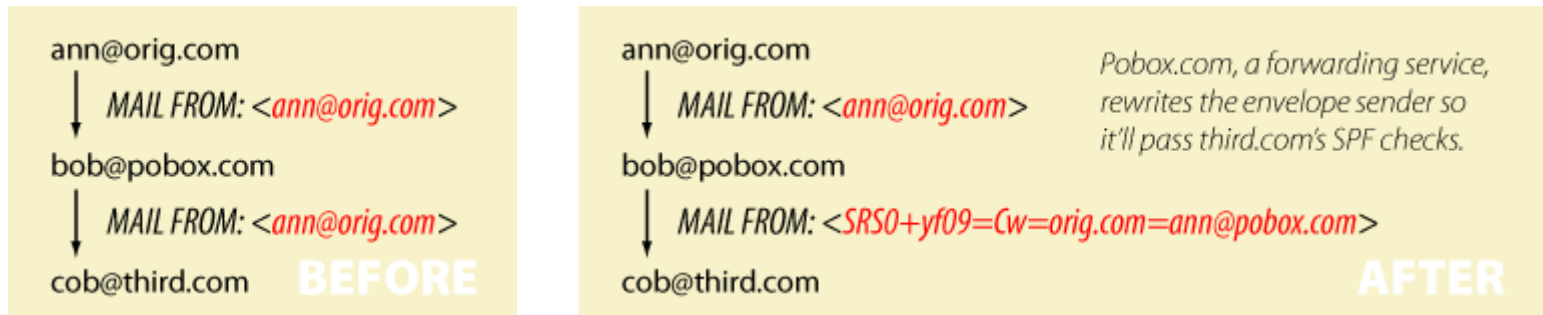 ann@orig.com
MAIL FROM: <ann@orig.com>
bob@pobox.com
MAIL FROM: <ann@orig.com>
cob@third.com
BEFORE
ann@orig.com
MAIL FROM: <ann@orig.com>
bob@pobox.com
MAIL FROM: <SRS0+yf09=Cw=orig.com=ann@pobox.com>
cob@third.com
Pobox.com, a forwarding service,
rewrites the envelope sender so
it'll pass third.com's SPF checks.
AFTER